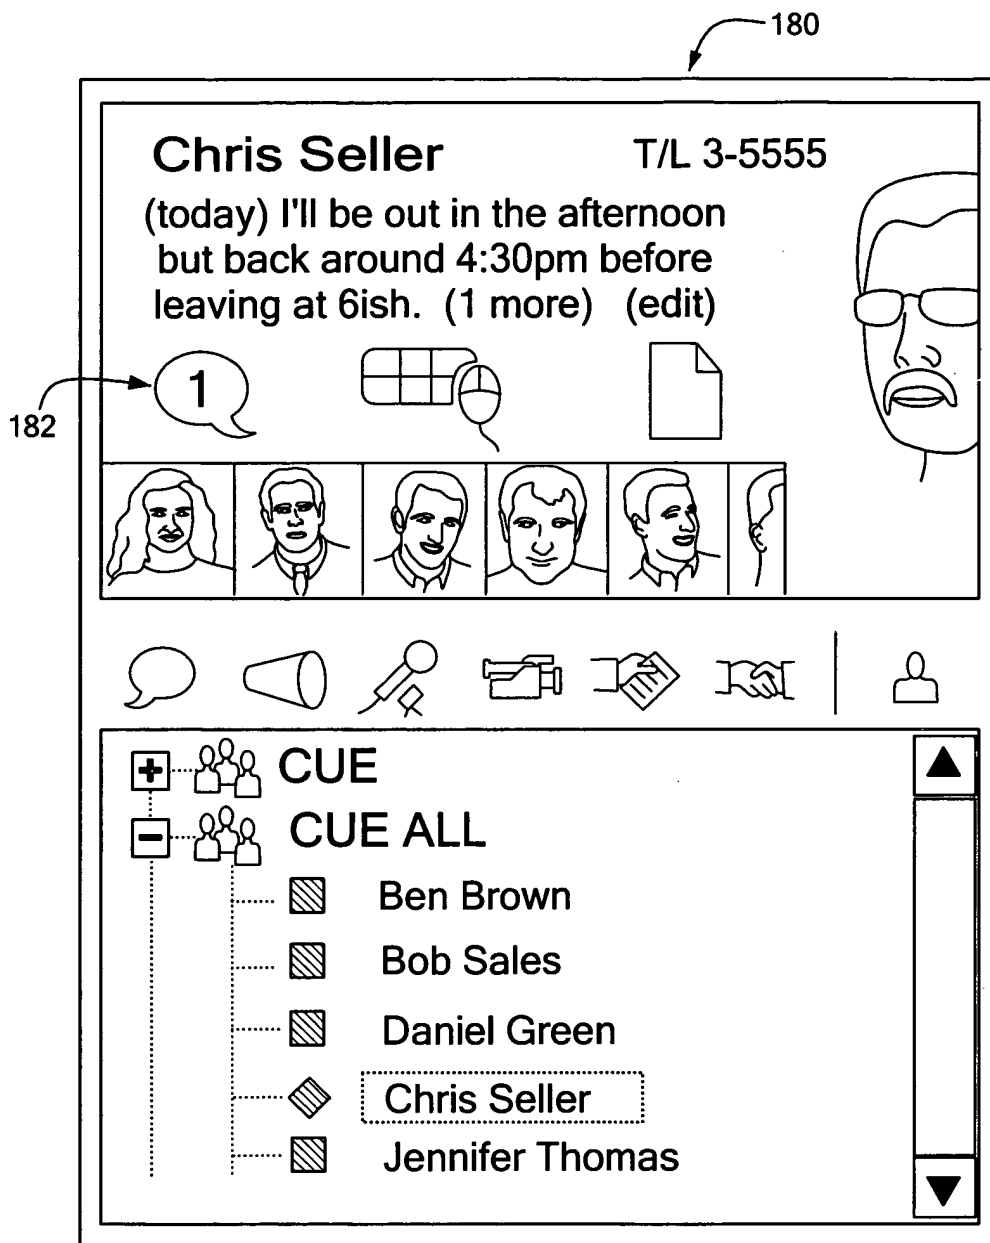 180
Chris Seller T/L 3-5555
(today) I'll be out in the afternoon
but back around 4:30pm before
leaving at 6ish. (1 more) (edit)
1
182
CUE
CUE ALL
Ben Brown
Bob Sales
Daniel Green
Chris Seller
Jennifer Thomas